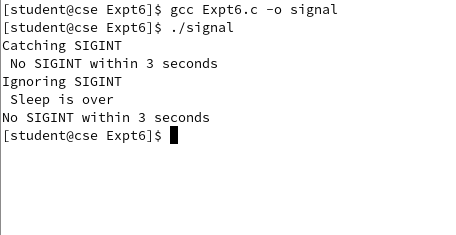 [student@cse Expt6]$ gcc Expt6.c -o signal
[student@cse Expt6]$ ./signal
Catching SIGINT
 No SIGINT within 3 seconds
Ignoring SIGINT
 Sleep is over
No SIGINT within 3 seconds
[student@cse Expt6]$